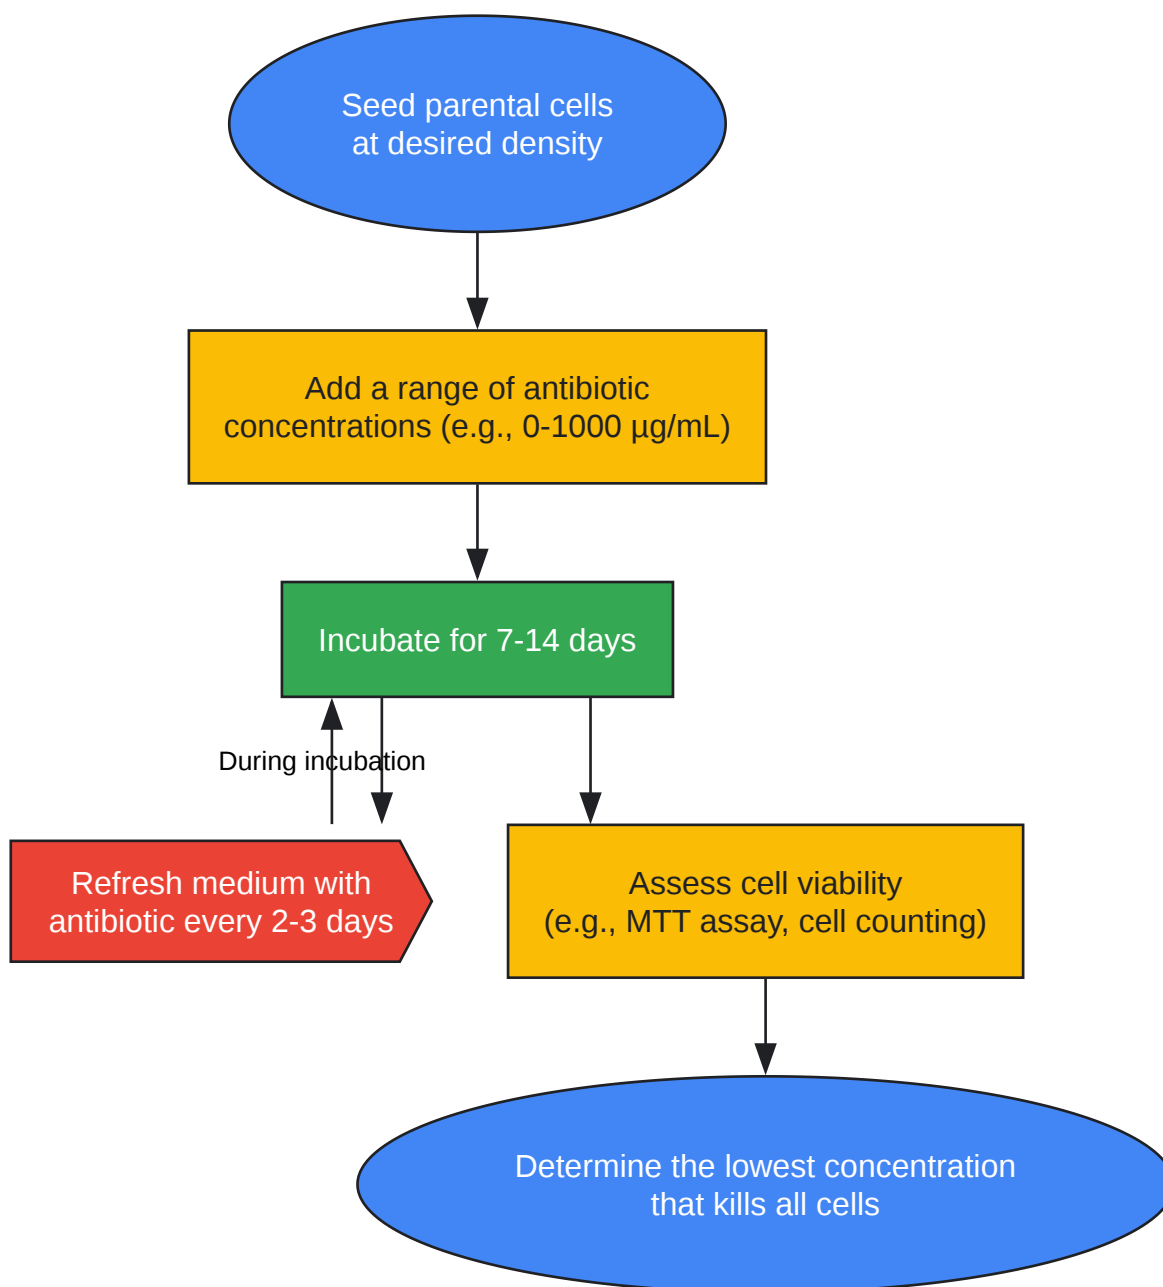 Seed parental cells
at desired density
Add a range of antibiotic
concentrations (e.g., 0-1000 µg/mL)
Incubate for 7-14 days
During incubation
Refresh medium with
antibiotic every 2-3 days
Assess cell viability
(e.g., MTT assay, cell counting)
Determine the lowest concentration
that kills all cells